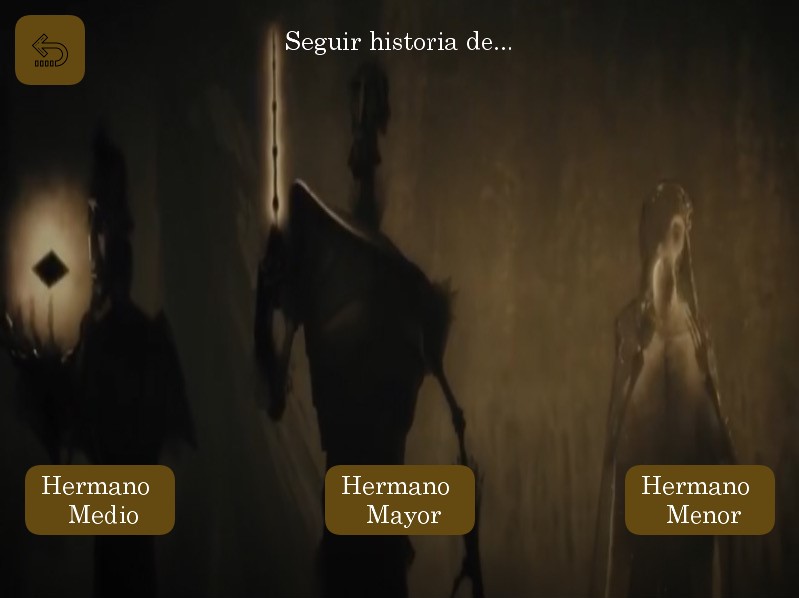 Seguir historia de...
Hermano
Medio
Hermano
Mayor
Hermano
Menor